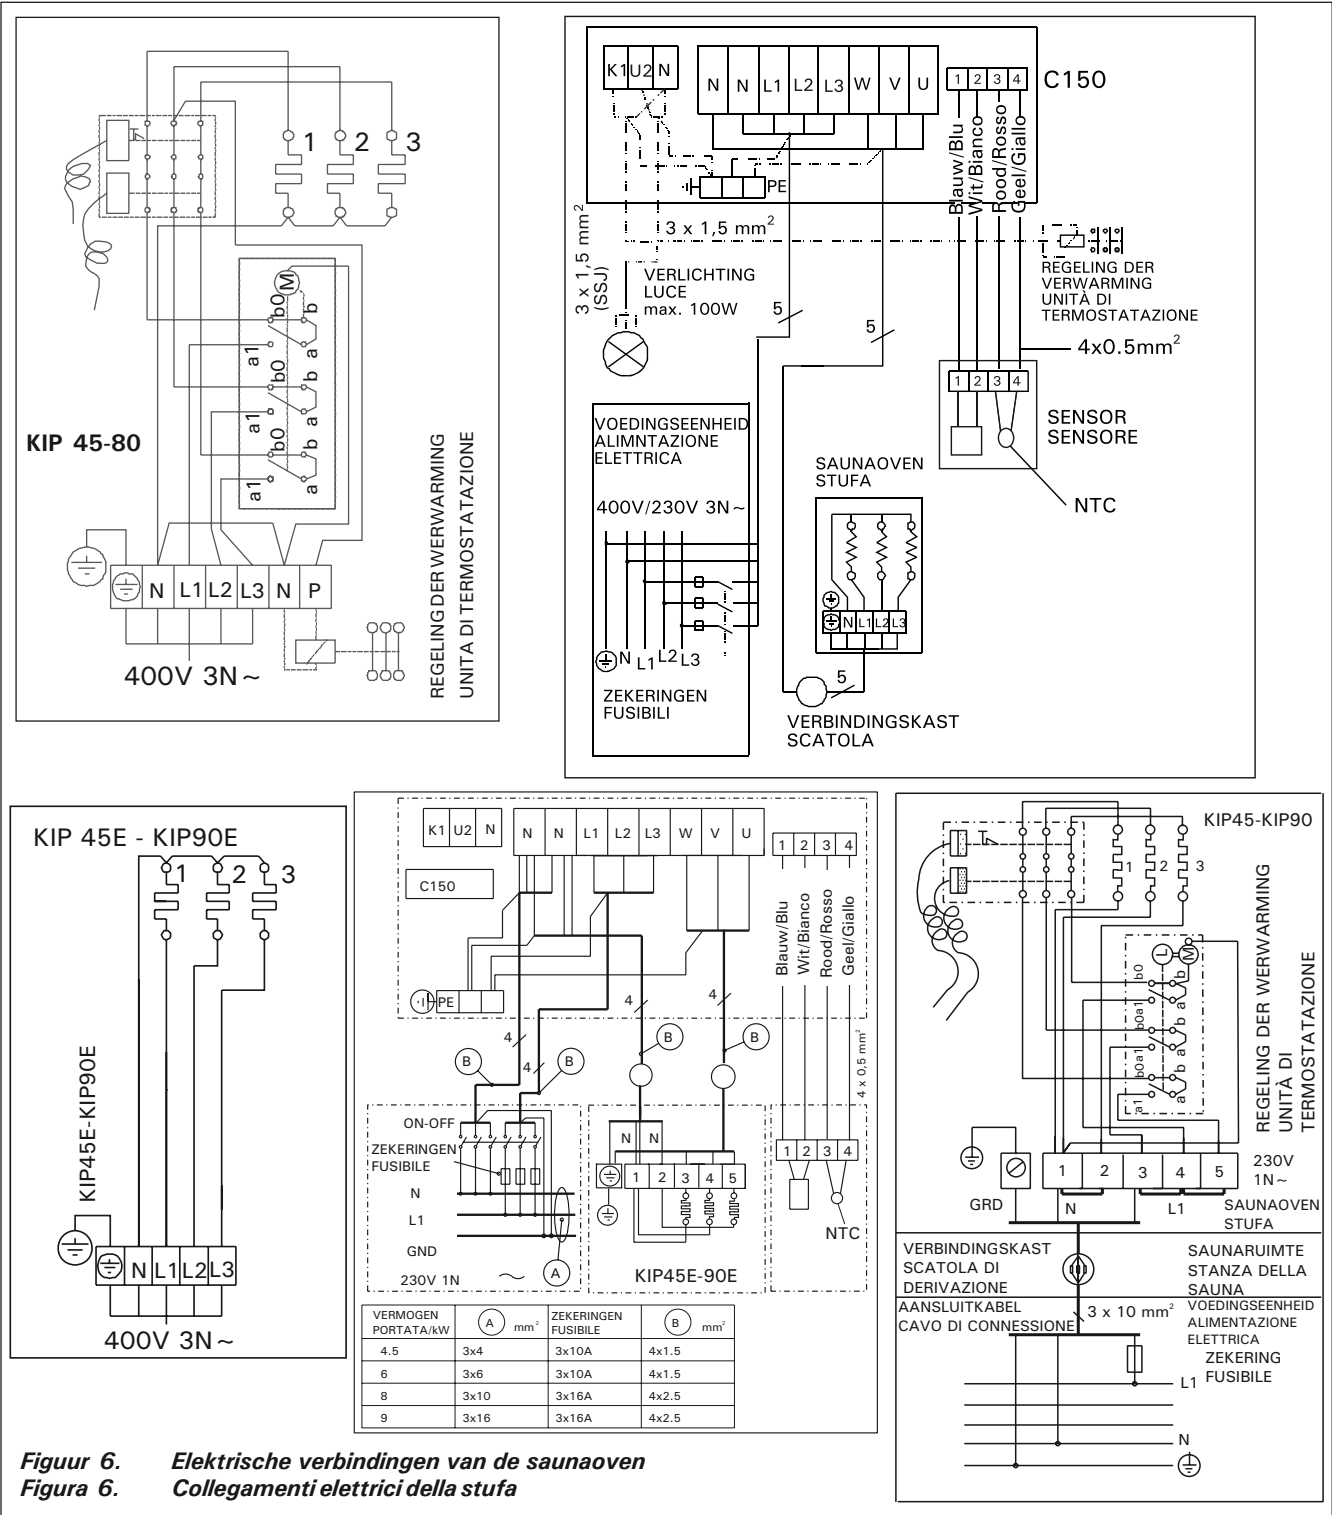 1
2
3
M
b0
b
a1
a
b0
b
a1
a
b0
b
a1
a
KIP 45-80
N L1 L2 L3 N P
400V 3N~
REGELING DER WERWARMING
UNITA DI TERMOSTATAZIONE
K1 U2 N
N N L1 L2 L3 W V U
1 2 3 4
C150
Blauw/Blu
Wit/Bianco
Rood/Rosso
Geel/Giallo
PE
3 x 1,5 mm²
3 x 1,5 mm²
(SSJ)
VERLICHTING
LUCE
max. 100W
5
5
REGELING DER
VERWARMING
UNITÀ DI
TERMOSTATAZIONE
4x0.5mm²
1 2 3 4
SENSOR
SENSORE
NTC
VOEDINGSEENHEID
ALIMNTAZIONE
ELETTRICA
400V/230V 3N~
N L1 L2 L3
ZEKERINGEN
FUSIBILI
SAUNAOVEN
STUFA
N L1 L2 L3
5
VERBINDINGSKAST
SCATOLA
KIP 45E - KIP90E
1
2
3
KIP45E-KIP90E
N L1 L2 L3
400V 3N~
K1 U2 N
N N L1 L2 L3 W V U
1 2 3 4
C150
Blauw/Blu
Wit/Bianco
Rood/Rosso
Geel/Giallo
PE
4
4
4
4
B
B
B
B
4 x 0,5 mm²
ON-OFF
ZEKERINGEN
FUSIBILE
N
L1
GND
230V 1N ~
A
N N
1 2 3 4 5
KIP45E-90E
1 2 3 4
NTC
VERMOGEN PORTATA/kW | A mm² | ZEKERINGEN FUSIBILE | B mm²
4.5 3x4 3x10A 4x1.5
6 3x6 3x10A 4x1.5
8 3x10 3x16A 4x2.5
9 3x16 3x16A 4x2.5
KIP45-KIP90
1
2
3
L M
b0
b
a
b0a1
b
a
b0a1
b
a
a1
REGELING DER WERWARMING
UNITÀ DI
TERMOSTATAZIONE
1 2 3 4 5
230V
1N~
GRD
N
L1
SAUNAOVEN
STUFA
VERBINDINGSKAST
SCATOLA DI
DERIVAZIONE
SAUNARUIMTE
STANZA DELLA
SAUNA
AANSLUITKABEL
CAVO DI CONNESSIONE
3 x 10 mm²
VOEDINGSEENHEID
ALIMENTAZIONE
ELETTRICA
ZEKERING
FUSIBILE
L1
N
Figuur 6. Elektrische verbindingen van de saunaoven
Figura 6. Collegamenti elettrici della stufa